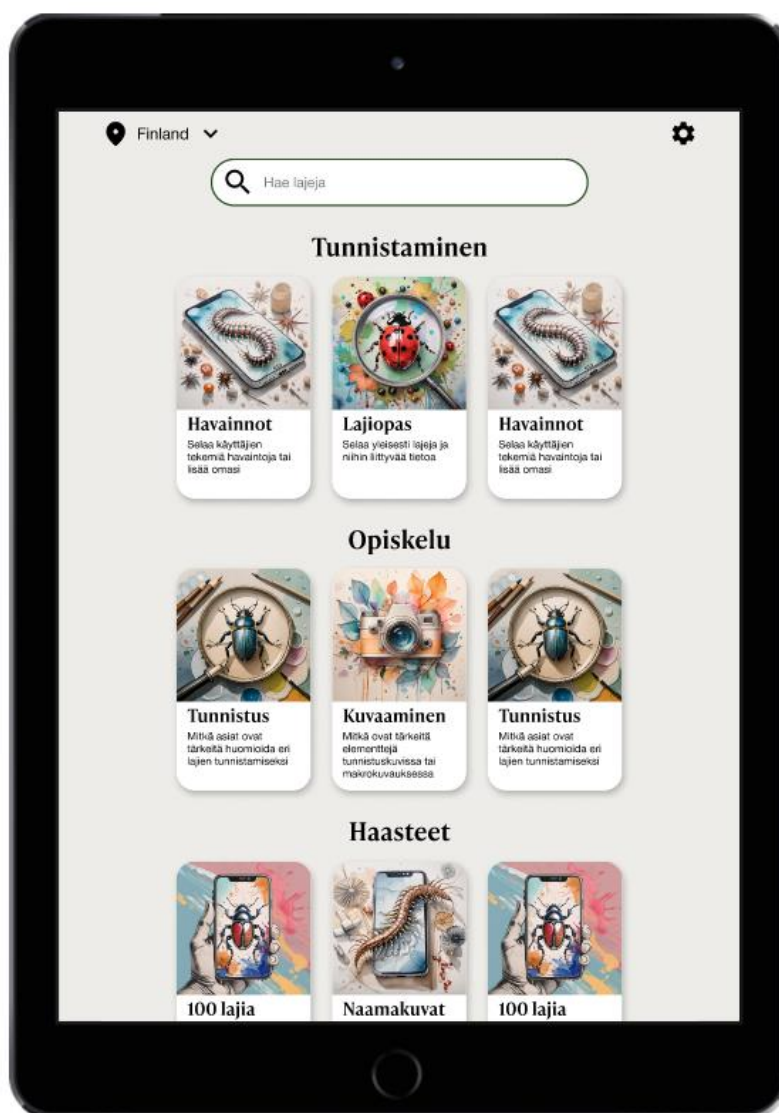 Finland
Hae lajeja
Tunnistaminen
Havainnot
Selaa käyttäjien
tekemiä havaintoja tai
lisää omasi
Lajiopas
Selaa yleisesti lajeja ja
niihin liittyvää tietoa
Havainnot
Selaa käyttäjien
tekemiä havaintoja tai
lisää omasi
Opiskelu
Tunnistus
Mitkä asiat ovat
tärkeitä huomioida eri
lajien tunnistamiseksi
Kuvaaminen
Mitkä ovat tärkeitä
elementtejä
tunnistuskuvissa tai
makrokuvauksessa
Tunnistus
Mitkä asiat ovat
tärkeitä huomioida eri
lajien tunnistamiseksi
Haasteet
100 lajia
Naamakuvat
100 lajia